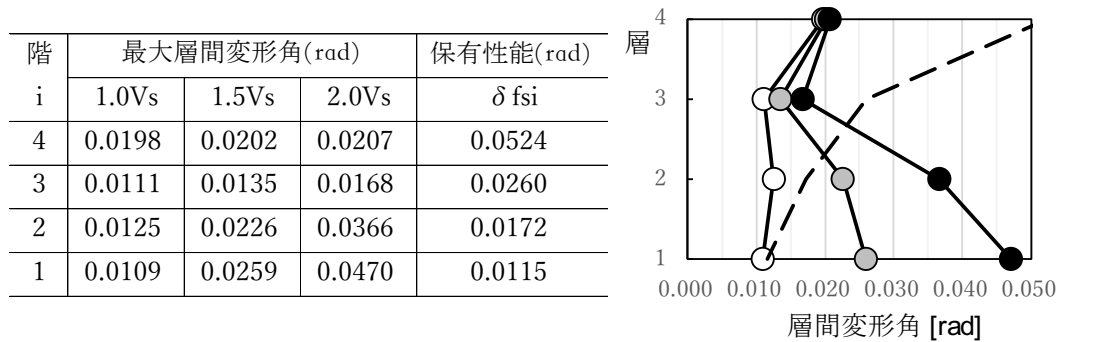 階 最大層間変形角(rad) 保有性能(rad)
i 1.0Vs 1.5Vs 2.0Vs δ fsi
4 0.0198 0.0202 0.0207 0.0524
3 0.0111 0.0135 0.0168 0.0260
2 0.0125 0.0226 0.0366 0.0172
1 0.0109 0.0259 0.0470 0.0115
層
4
3
2
1
0.000 0.010 0.020 0.030 0.040 0.050
層間変形角 [rad]